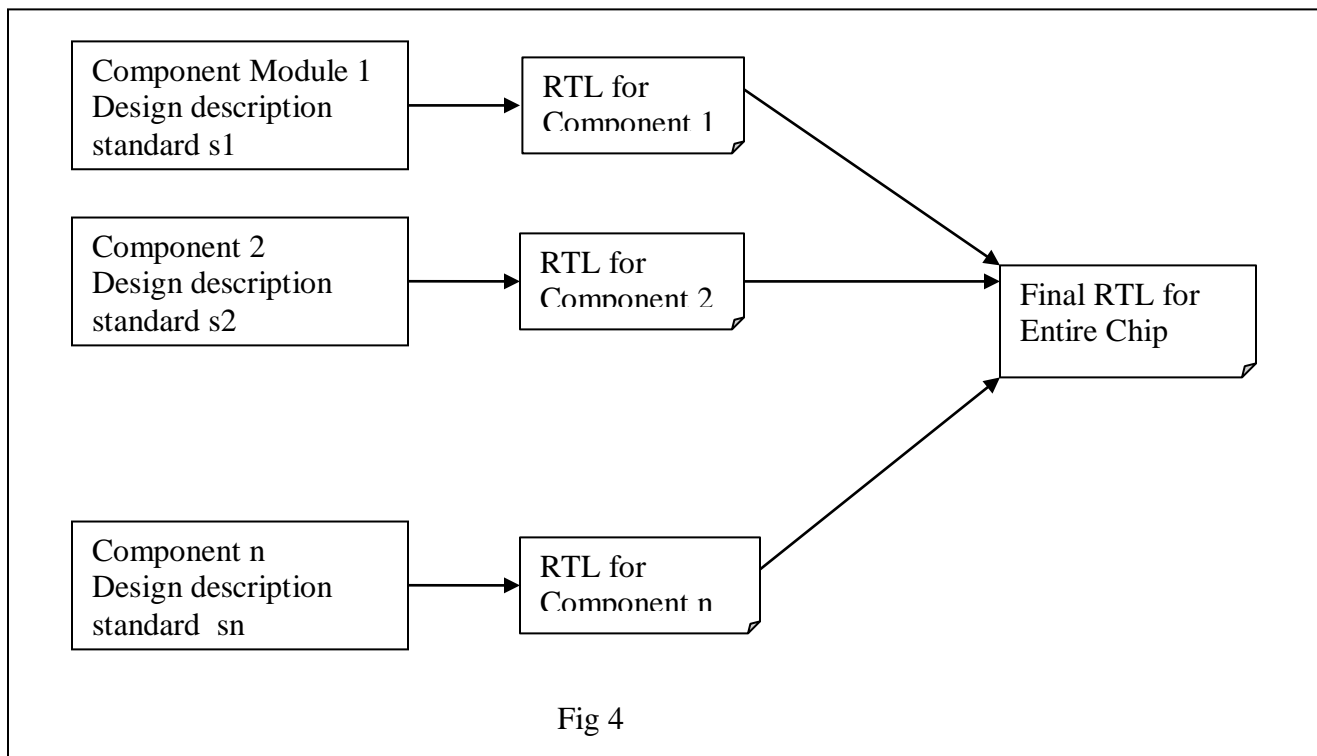 Component Module 1
Design description
standard s1
RTL for
Component 1
Component 2
Design description
standard s2
RTL for
Component 2
Final RTL for
Entire Chip
Component n
Design description
standard sn
RTL for
Component n
Fig 4